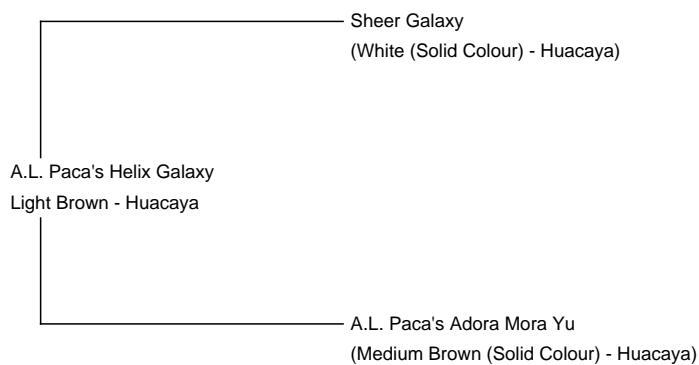 Sheer Galaxy
(White (Solid Colour) - Huacaya)
A.L. Paca's Helix Galaxy
Light Brown - Huacaya
A.L. Paca's Adora Mora Yu
(Medium Brown (Solid Colour) - Huacaya)